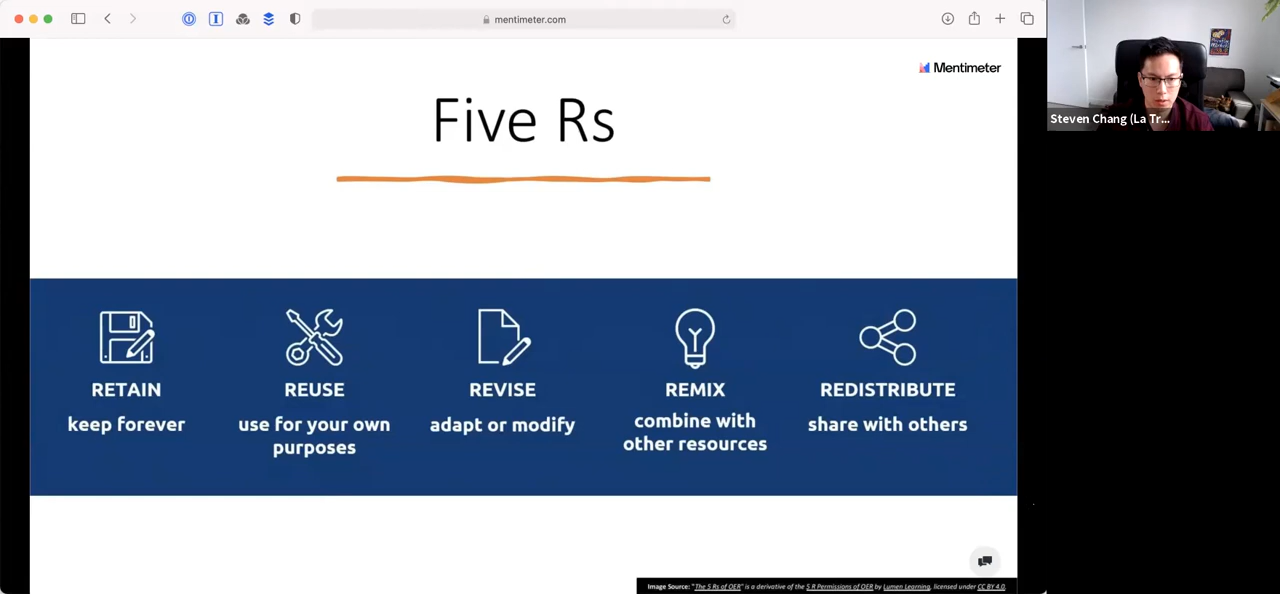 mentimeter.com
Mentimeter
Five Rs
RETAIN
keep forever
REUSE
use for your own
purposes
REVISE
adapt or modify
REMIX
combine with
other resources
REDISTRIBUTE
share with others
Image Source: "The 5 Rs of OER" is a derivative of the 5 R Permissions of OER by Lumen Learning, licensed under CC BY 4.0.
Steven Chang (La Tr...